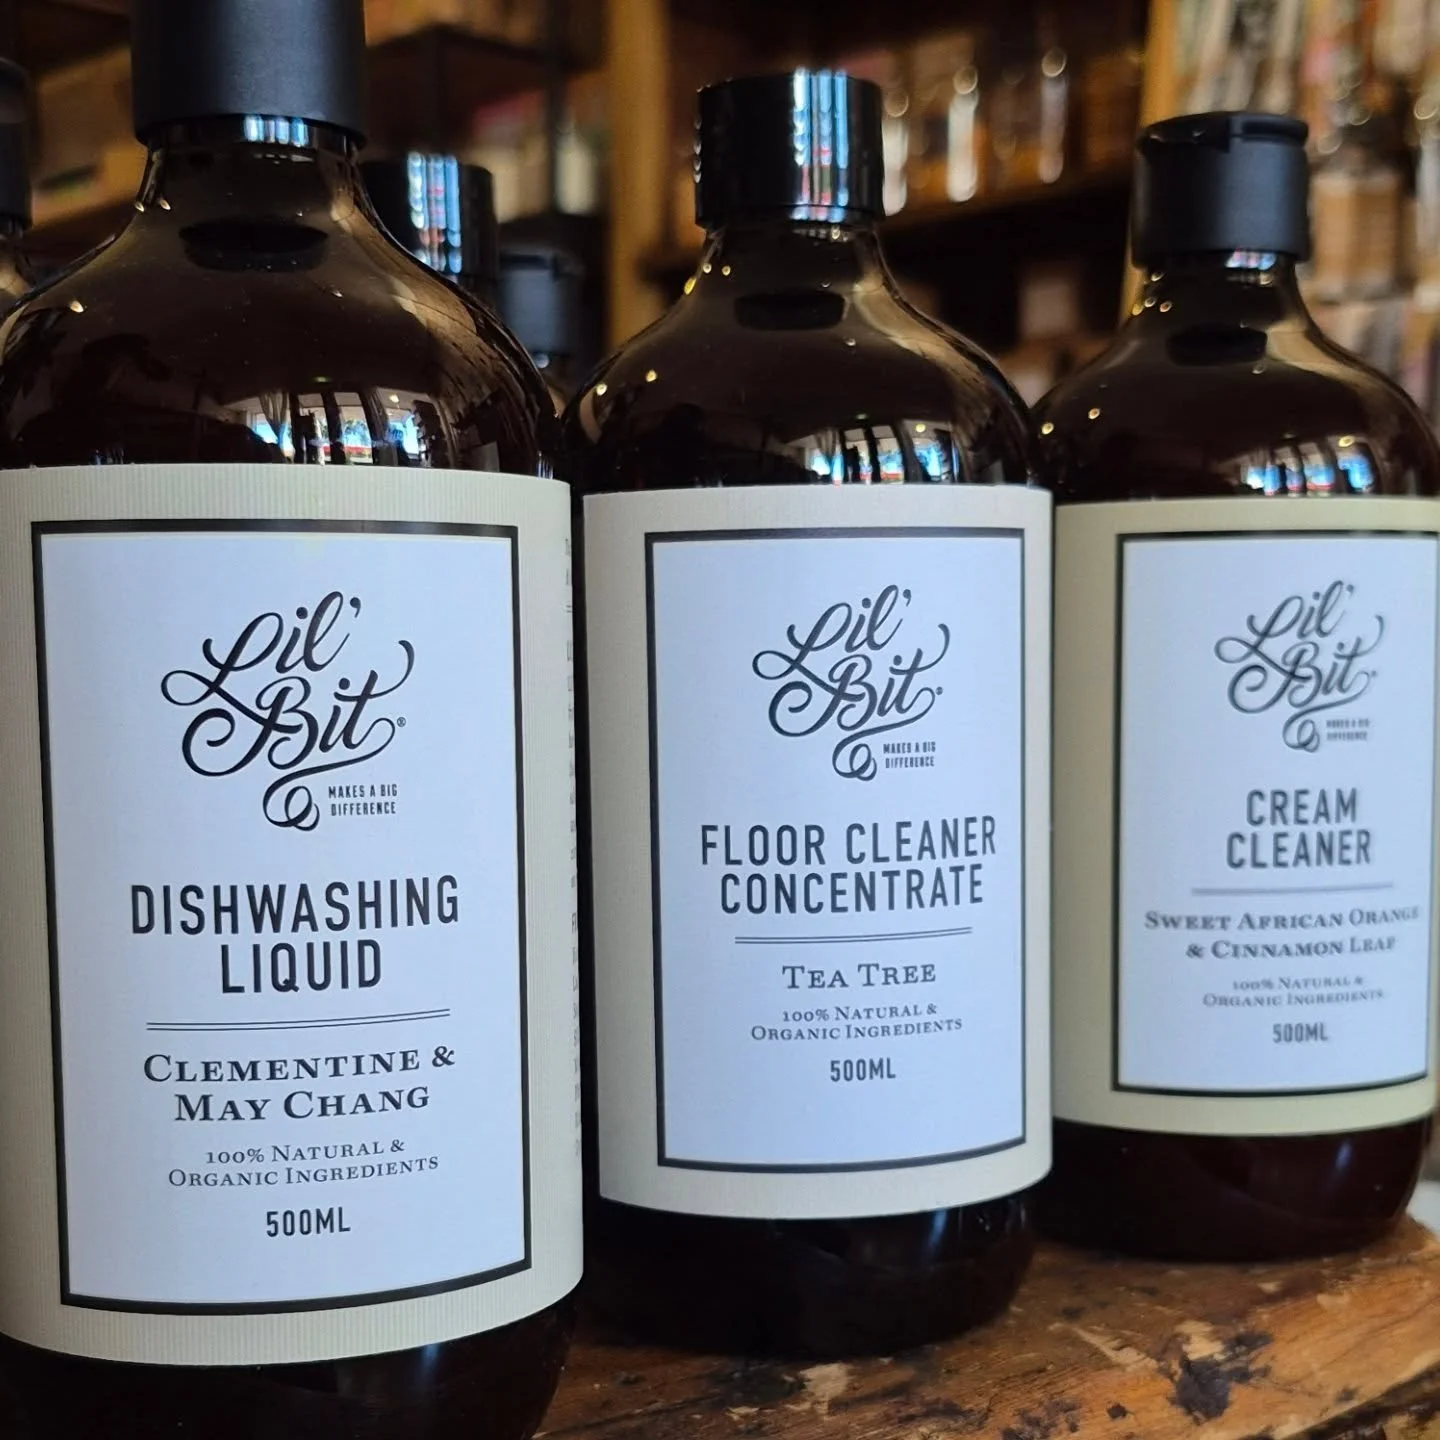 Lil'
Bit®
MAKES A BIG
DIFFERENCE
DISHWASHING
LIQUID
CLEMENTINE &
MAY CHANG
100% NATURAL &
ORGANIC INGREDIENTS
500ML
Lil'
Bit®
MAKES A BIG
DIFFERENCE
FLOOR CLEANER
CONCENTRATE
TEA TREE
100% NATURAL &
ORGANIC INGREDIENTS
500ML
Lil'
Bit®
MAKES A BIG
DIFFERENCE
CREAM
CLEANER
SWEET AFRICAN ORANGE
& CINNAMON LEAF
100% NATURAL &
ORGANIC INGREDIENTS
500ML